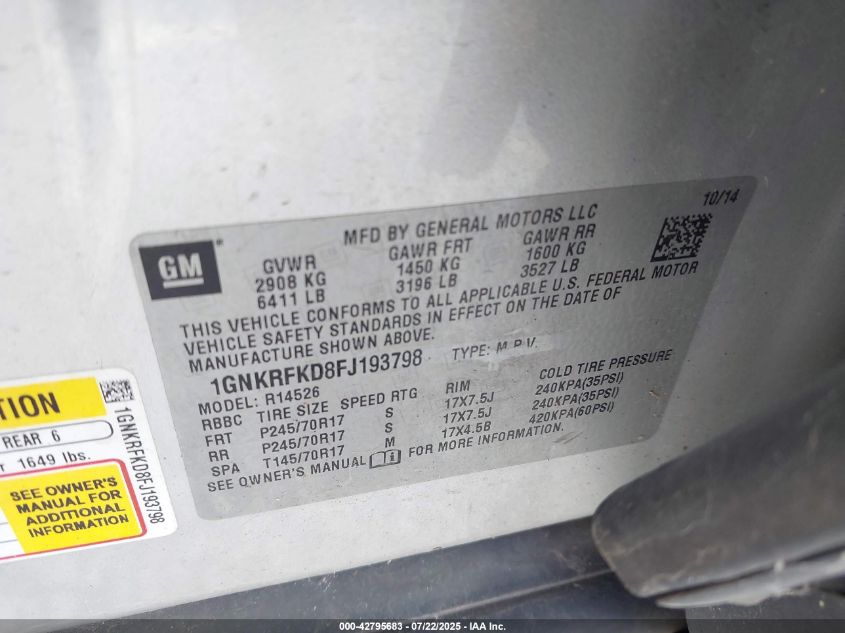 10/14
MFD BY GENERAL MOTORS LLC
GM®
GVWR GAWR FRT GAWR RR
2908 KG 1450 KG 1600 KG
6411 LB 3196 LB 3527 LB
THIS VEHICLE CONFORMS TO ALL APPLICABLE U.S. FEDERAL MOTOR
VEHICLE SAFETY STANDARDS IN EFFECT ON THE DATE OF
MANUFACTURE SHOWN ABOVE.
1GNKRFKD8FJ193798 TYPE: M.P.V.
MODEL: R14526
RBBC TIRE SIZE SPEED RTG RIM COLD TIRE PRESSURE
FRT P245/70R17 S 17X7.5J 240KPA(35PSI)
RR P245/70R17 S 17X7.5J 240KPA(35PSI)
SPA T145/70R17 M 17X4.5B 420KPA(60PSI)
SEE OWNER'S MANUAL i FOR MORE INFORMATION.
REAR 6
1649 lbs.
SEE OWNER'S
MANUAL FOR
ADDITIONAL
INFORMATION
1GNKRFKD8FJ193798
000-42795683 - 07/22/2025 - IAA Inc.